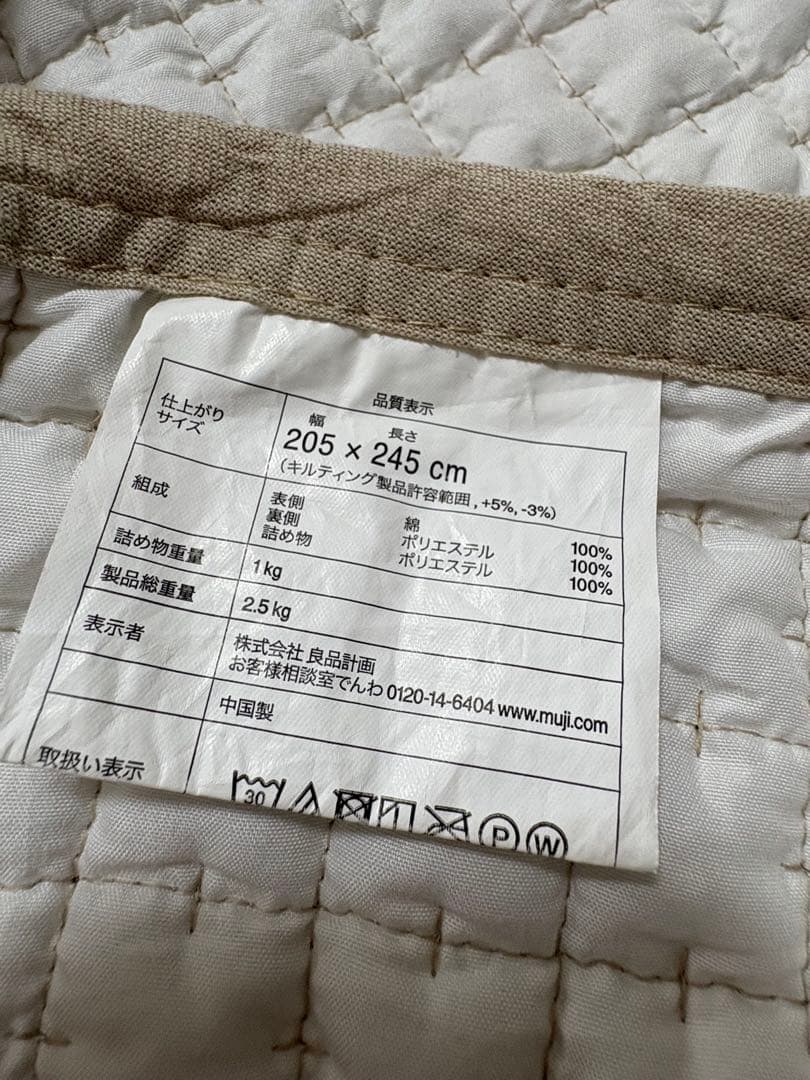 品質表示
仕上がり
サイズ
幅 長さ
205 × 245 cm
(キルティング製品許容範囲, +5%, -3%)
組成
表側 綿 100%
裏側 ポリエステル 100%
詰め物 ポリエステル 100%
詰め物重量 1kg
製品総重量 2.5kg
表示者
株式会社 良品計画
お客様相談室でんわ 0120-14-6404 www.muji.com
中国製
取扱い表示
30 P W